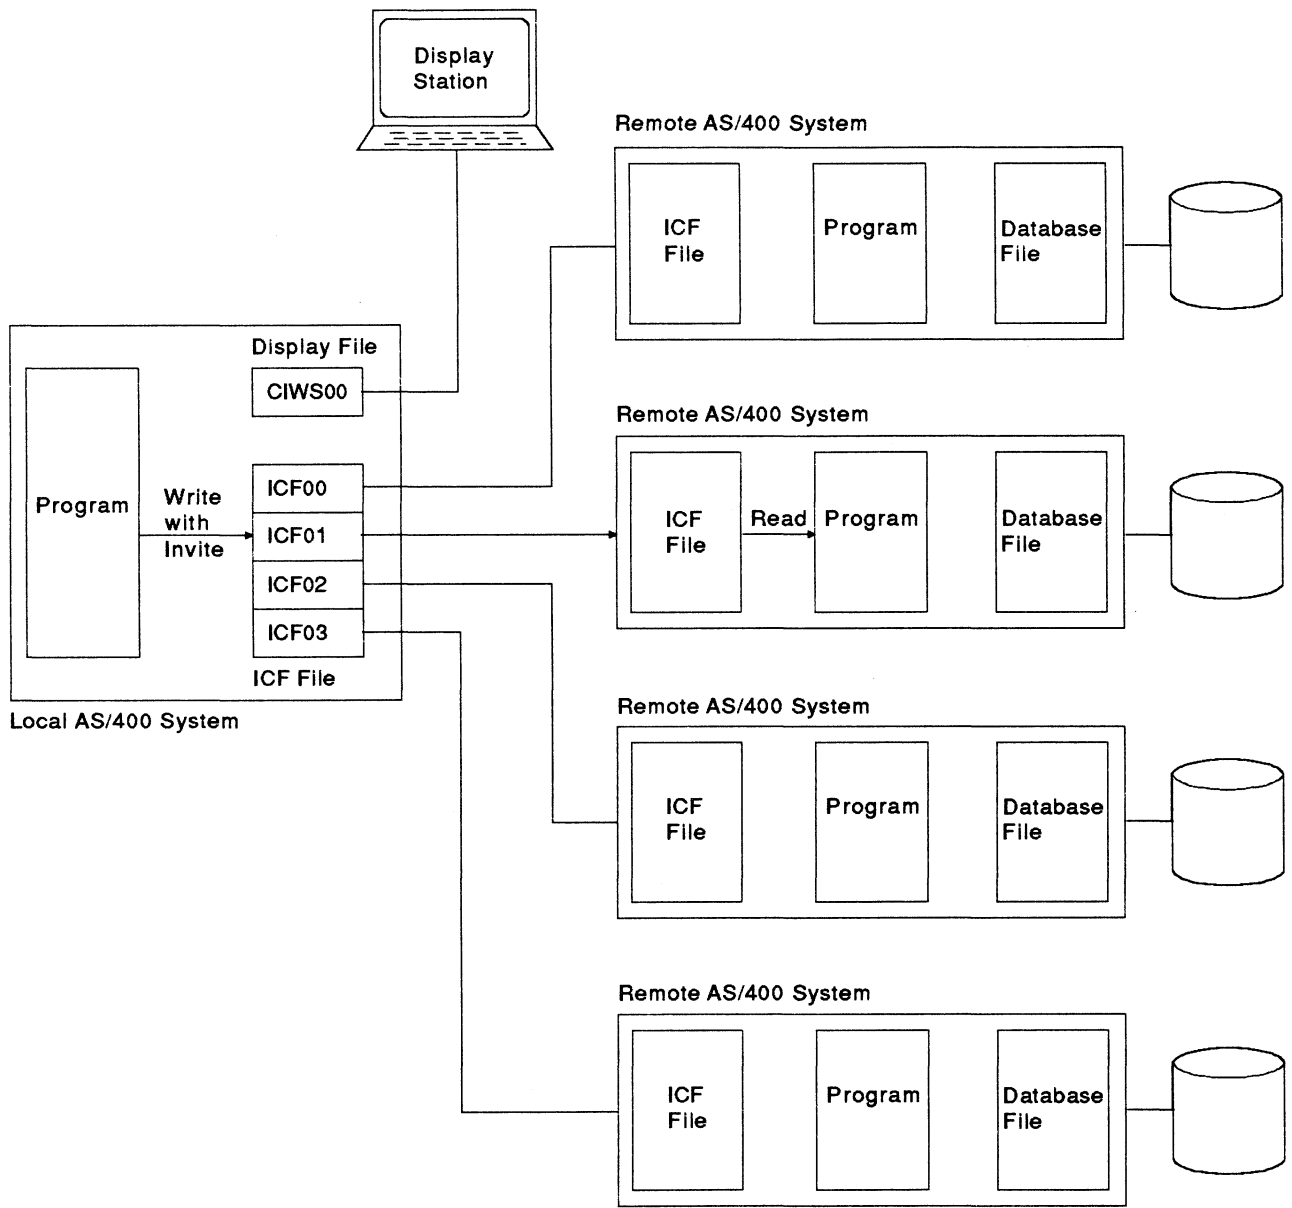 Display
Station
Remote AS/400 System
ICF
File
Program
Database
File
Display File
CIWS00
Remote AS/400 System
Program
Write
with
Invite
ICF00
ICF01
ICF02
ICF03
ICF File
Local AS/400 System
ICF
File
Read
Program
Database
File
Remote AS/400 System
ICF
File
Program
Database
File
Remote AS/400 System
ICF
File
Program
Database
File